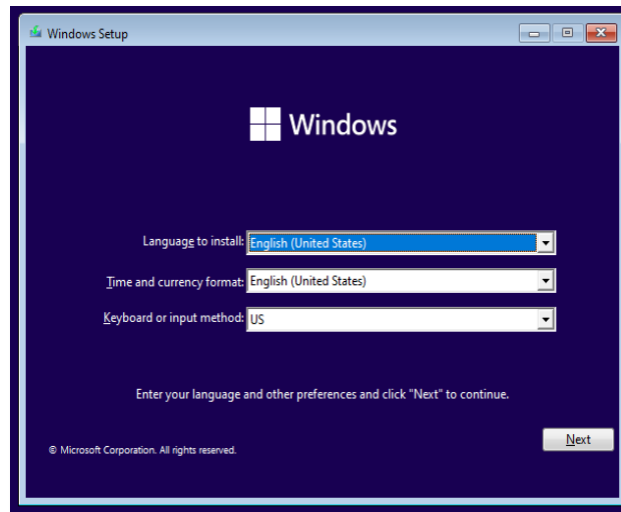 Windows Setup
Windows
Language to install: English (United States)
Time and currency format: English (United States)
Keyboard or input method: US
Enter your language and other preferences and click "Next" to continue.
Next
© Microsoft Corporation. All rights reserved.